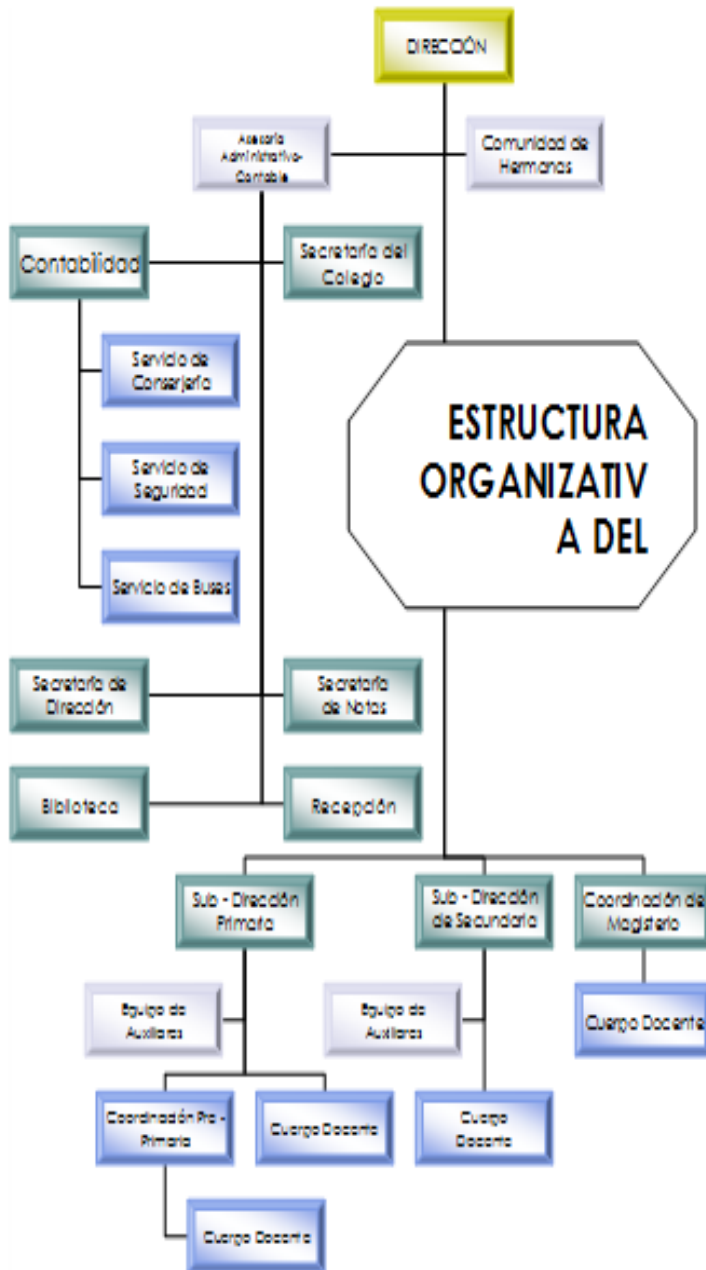 DIRECCIÓN
Asesoría
Administrativa-
Contable
Comunidad de
Hermanas
Contabilidad
Secretaría del
Colegio
Servicio de
Conserjería
Servicio de
Seguridad
Servicio de Buses
ESTRUCTURA
ORGANIZATIV
A DEL
Secretaría de
Dirección
Secretaría
de Notas
Biblioteca
Recepción
Sub - Dirección
Primaria
Sub - Dirección
de Secundaria
Coordinación de
Magisterio
Equipo de
Auxiliares
Equipo de
Auxiliares
Cuerpo Docente
Coordinación Pre -
Primaria
Cuerpo Docente
Cuerpo
Docente
Cuerpo Docente